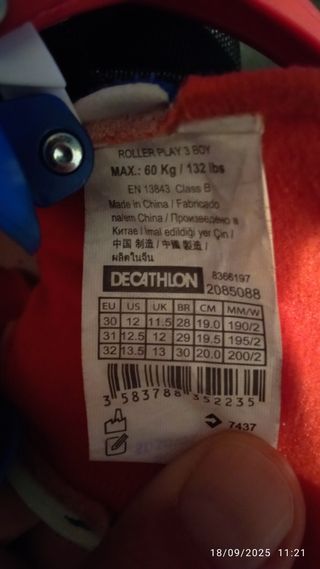 ROLLER PLAY 3 BOY
MAX.: 60 Kg / 132 lbs
EN 13843 Class B
Made in China / Fabricado
na/em China / Произведено в
Китае / İmal edildiği yer Çin /
中国 制造 / 中國 製造 /
ผลิตในจีน
DECATHLON 8366197
2085088
EU US UK BR CM MM/W
30 12 11.5 28 19.0 190/2
31 12.5 12 29 19.5 195/2
32 13.5 13 30 20.0 200/2
3 583788 352235
7437
18/09/2025 11:21